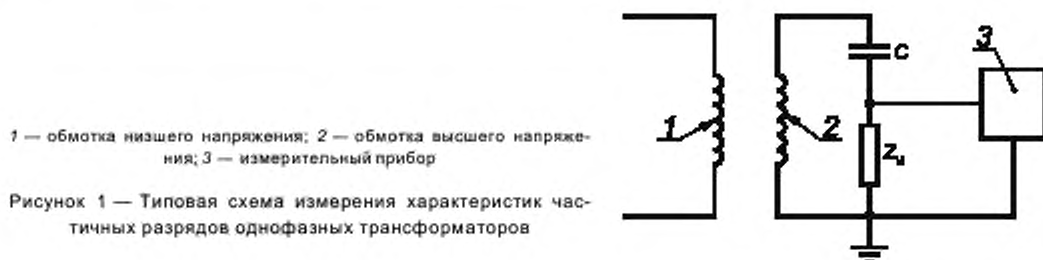 1 — обмотка низшего напряжения; 2 — обмотка высшего напряже-
ния; 3 — измерительный прибор
Рисунок 1 — Типовая схема измерения характеристик час-
тичных разрядов однофазных трансформаторов
1
2
C
Zи
3